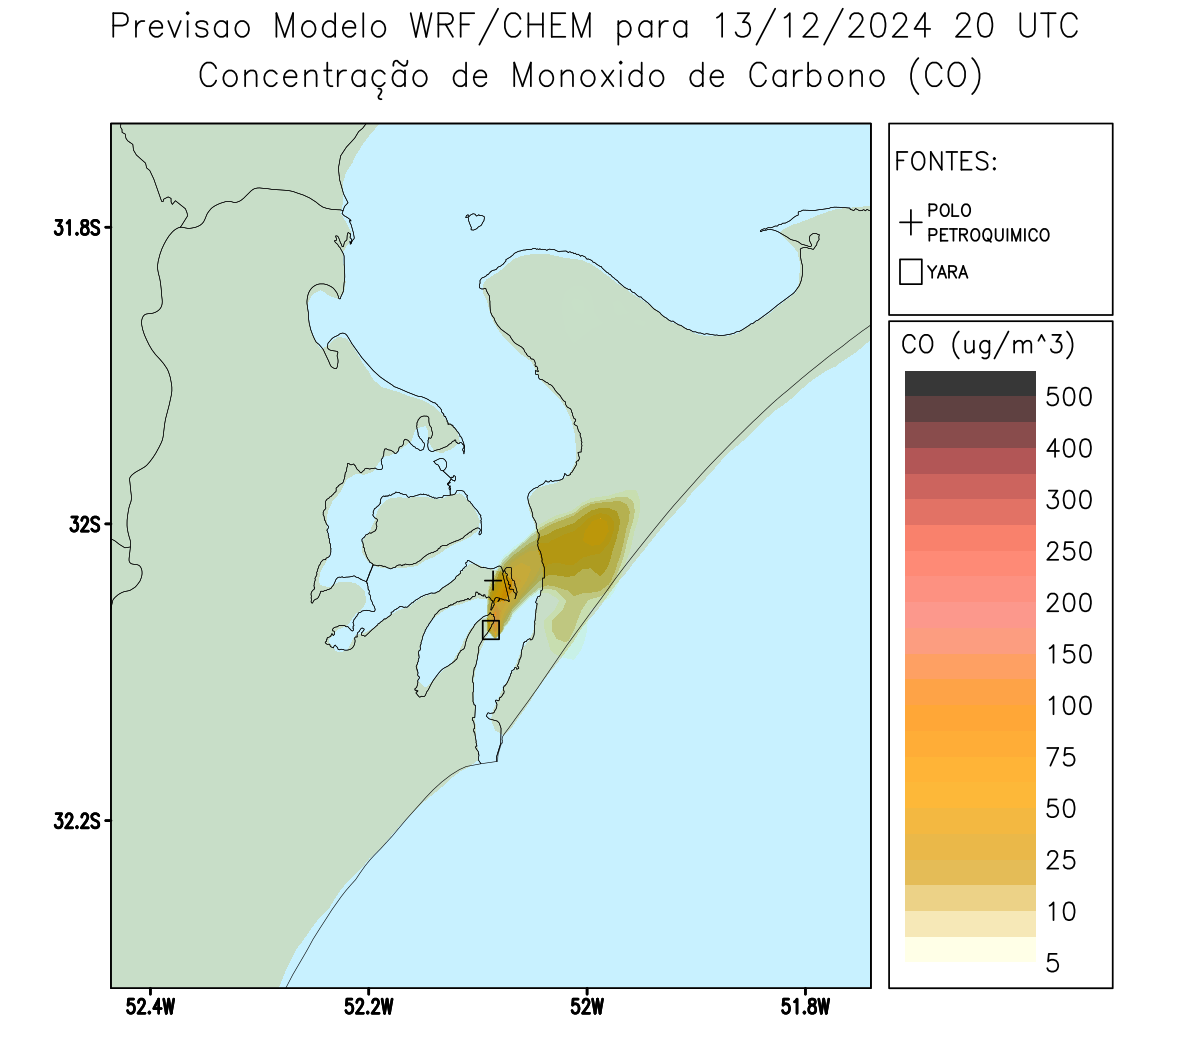 Previsao Modelo WRF/CHEM para 13/12/2024 20 UTC
Concentração de Monoxido de Carbono (CO)
FONTES:
POLO
PETROQUIMICO
YARA
CO (ug/m^3)
500
400
300
250
200
150
100
75
50
25
10
5
31.8S
32S
32.2S
52.4W
52.2W
52W
51.8W